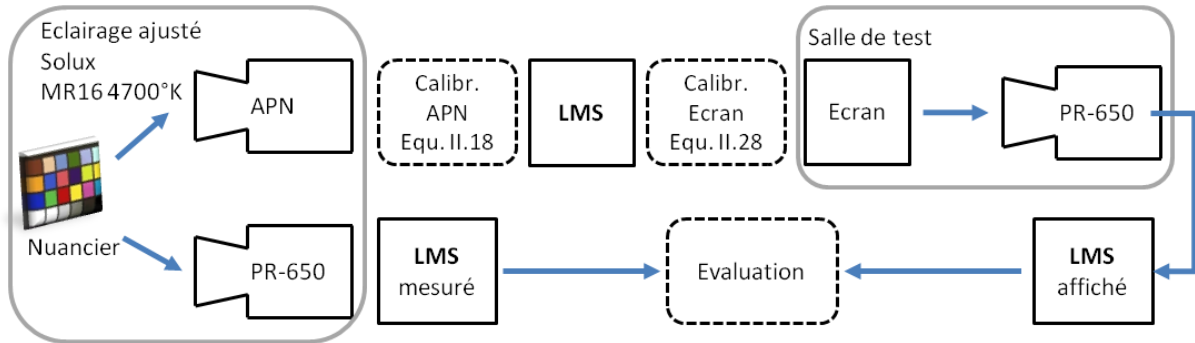 Eclairage ajusté
Solux
MR16 4700°K
APN
Nuancier
PR-650
Calibr.
APN
Equ. II.18
LMS
Calibr.
Ecran
Equ. II.28
Salle de test
Ecran
PR-650
LMS
mesuré
Evaluation
LMS
affiché